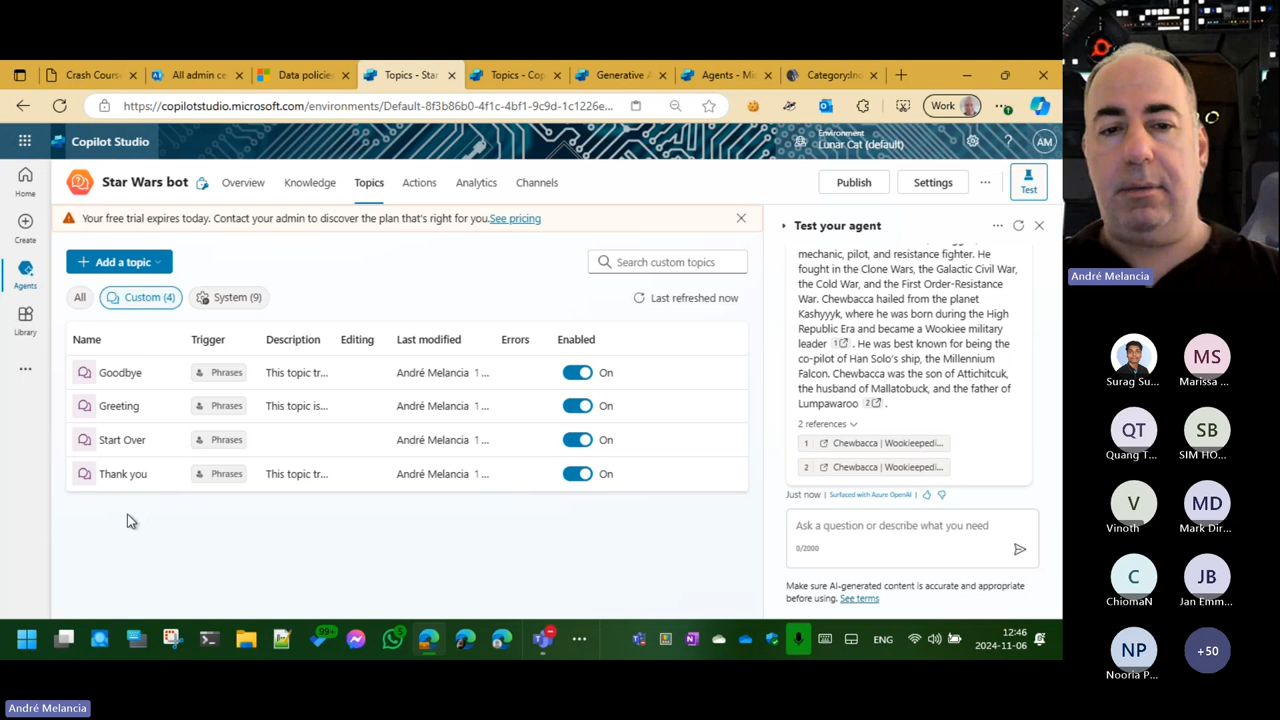 Crash Cours
All admin ce
Data policies
Topics - Star
Topics - Cop
Generative A
Agents - Mi
Category:Ino
https://copilotstudio.microsoft.com/environments/Default-8f3b86b0-4f1c-4bf1-9c9d-1c1226e...
Work
Copilot Studio
Environment
Lunar Cat (default)
AM
Home
Create
Agents
Library
Star Wars bot
Overview
Knowledge
Topics
Actions
Analytics
Channels
Publish
Settings
Test
Your free trial expires today. Contact your admin to discover the plan that's right for you.See pricing
Add a topic
Search custom topics
All
Custom (4)
System (9)
Last refreshed now
Name Trigger Description Editing Last modified Errors Enabled
Goodbye Phrases This topic tr... André Melancia 1 ... On
Greeting Phrases This topic is... André Melancia 1 ... On
Start Over Phrases André Melancia 1 ... On
Thank you Phrases This topic tr... André Melancia 1 ... On
Test your agent
mechanic, pilot, and resistance fighter. He
fought in the Clone Wars, the Galactic Civil War,
the Cold War, and the First Order-Resistance
War. Chewbacca hailed from the planet
Kashyyyk, where he was born during the High
Republic Era and became a Wookiee military
leader 1. He was best known for being the
co-pilot of Han Solo's ship, the Millennium
Falcon. Chewbacca was the son of Attichitcuk,
the husband of Mallatobuck, and the father of
Lumpawaroo 2.
2 references
1 Chewbacca | Wookieepedi...
2 Chewbacca | Wookieepedi...
Just now | Surfaced with Azure OpenAI |
Ask a question or describe what you need
0/2000
Make sure AI-generated content is accurate and appropriate
before using. See terms
99+
5
ENG
12:46
2024-11-06
André Melancia
Surag Su...
MS
Marissa ...
QT
Quang T...
SB
SIM HO...
V
Vinoth
MD
Mark Dir...
C
ChiomaN
JB
Jan Emm...
NP
Nooria P...
+50
André Melancia